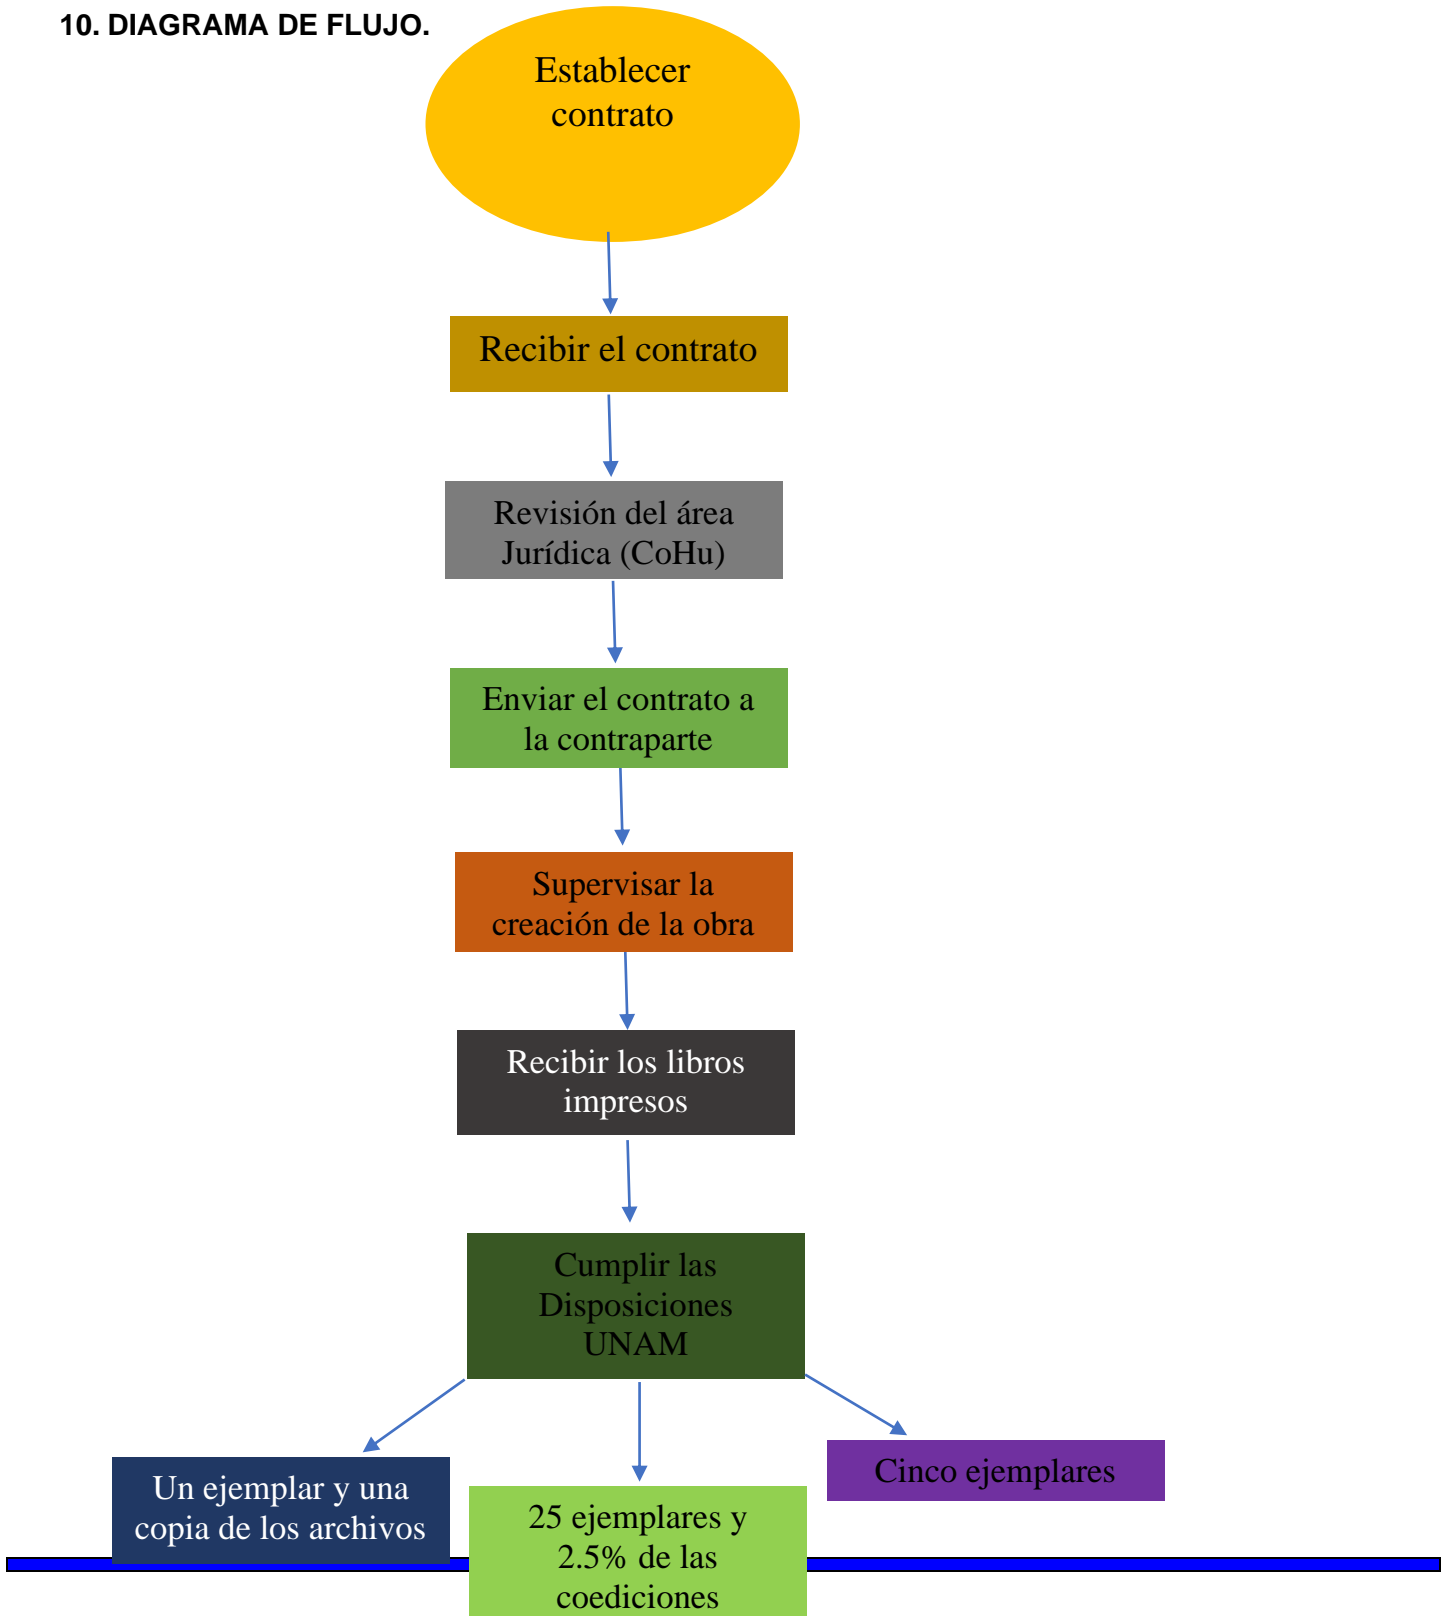 10. DIAGRAMA DE FLUJO.
Establecer
contrato
Recibir el contrato
Revisión del área
Jurídica (CoHu)
Enviar el contrato a
la contraparte
Supervisar la
creación de la obra
Recibir los libros
impresos
Cumplir las
Disposiciones
UNAM
Un ejemplar y una
copia de los archivos
25 ejemplares y
2.5% de las
coediciones
Cinco ejemplares